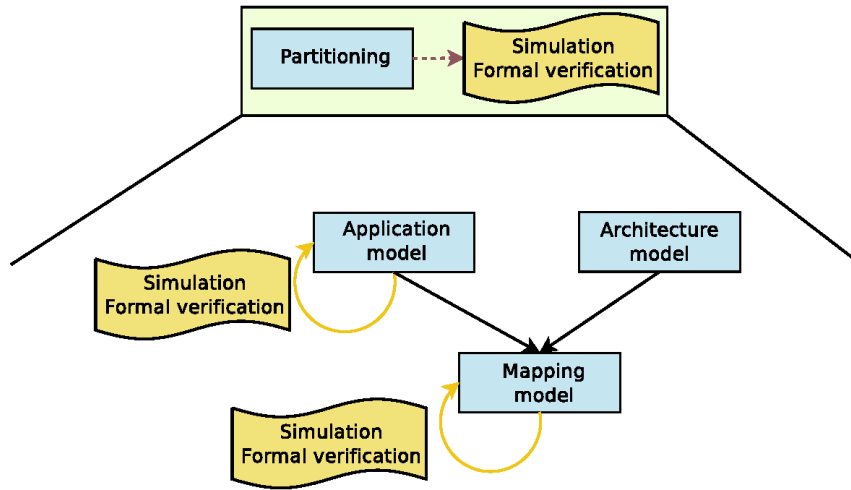 Partitioning
Simulation
Formal verification
Application
model
Architecture
model
Simulation
Formal verification
Mapping
model
Simulation
Formal verification